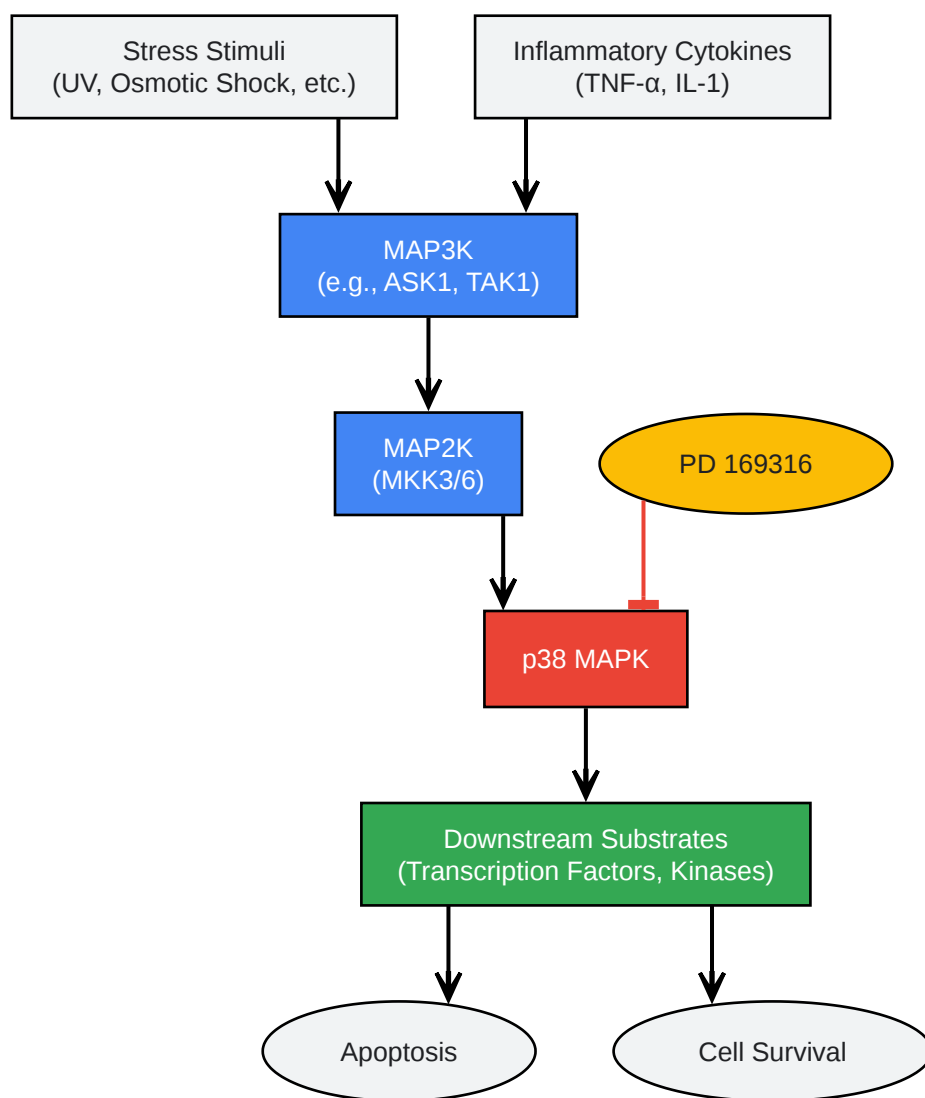 Stress Stimuli
(UV, Osmotic Shock, etc.)
Inflammatory Cytokines
(TNF-α, IL-1)
MAP3K
(e.g., ASK1, TAK1)
MAP2K
(MKK3/6)
PD 169316
p38 MAPK
Downstream Substrates
(Transcription Factors, Kinases)
Apoptosis
Cell Survival